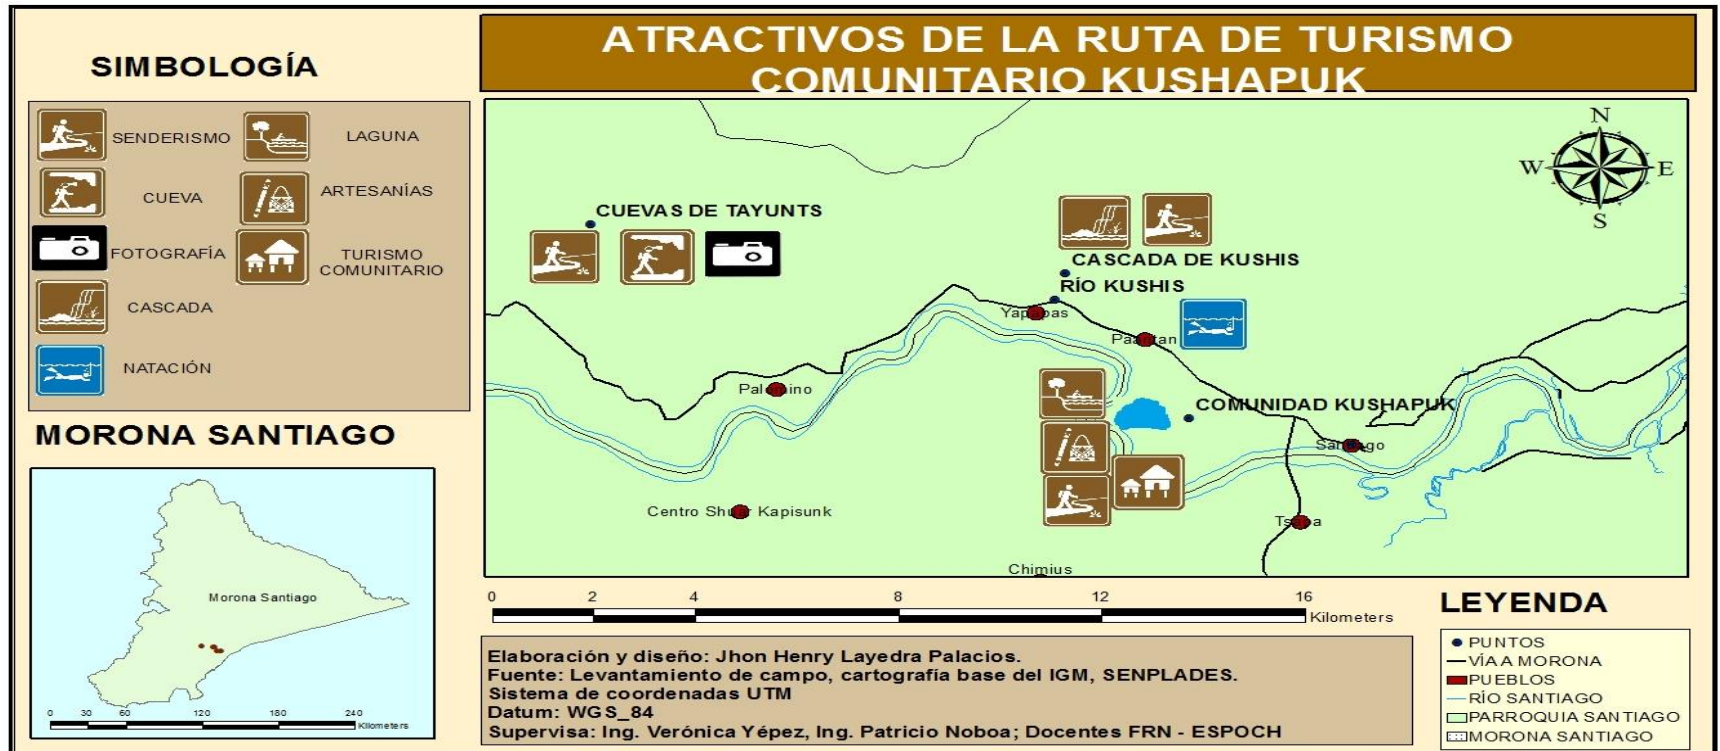 ATRACTIVOS DE LA RUTA DE TURISMO
COMUNITARIO KUSHAPUK
SIMBOLOGÍA
SENDERISMO
LAGUNA
CUEVA
ARTESANÍAS
FOTOGRAFÍA
TURISMO
COMUNITARIO
CASCADA
NATACIÓN
MORONA SANTIAGO
Morona Santiago
0 30 60 120 180 240
Kilometers
N
W E
S
CUEVAS DE TAYUNTS
CASCADA DE KUSHIS
RÍO KUSHIS
Yapapas
Palomino
COMUNIDAD KUSHAPUK
Santiago
Centro Shuar Kapisunk
Chimius
0 2 4 8 12 16
Kilometers
Elaboración y diseño: Jhon Henry Layedra Palacios.
Fuente: Levantamiento de campo, cartografía base del IGM, SENPLADES.
Sistema de coordenadas UTM
Datum: WGS_84
Supervisa: Ing. Verónica Yépez, Ing. Patricio Noboa; Docentes FRN - ESPOCH
LEYENDA
PUNTOS
VÍA A MORONA
PUEBLOS
RÍO SANTIAGO
PARROQUIA SANTIAGO
MORONA SANTIAGO